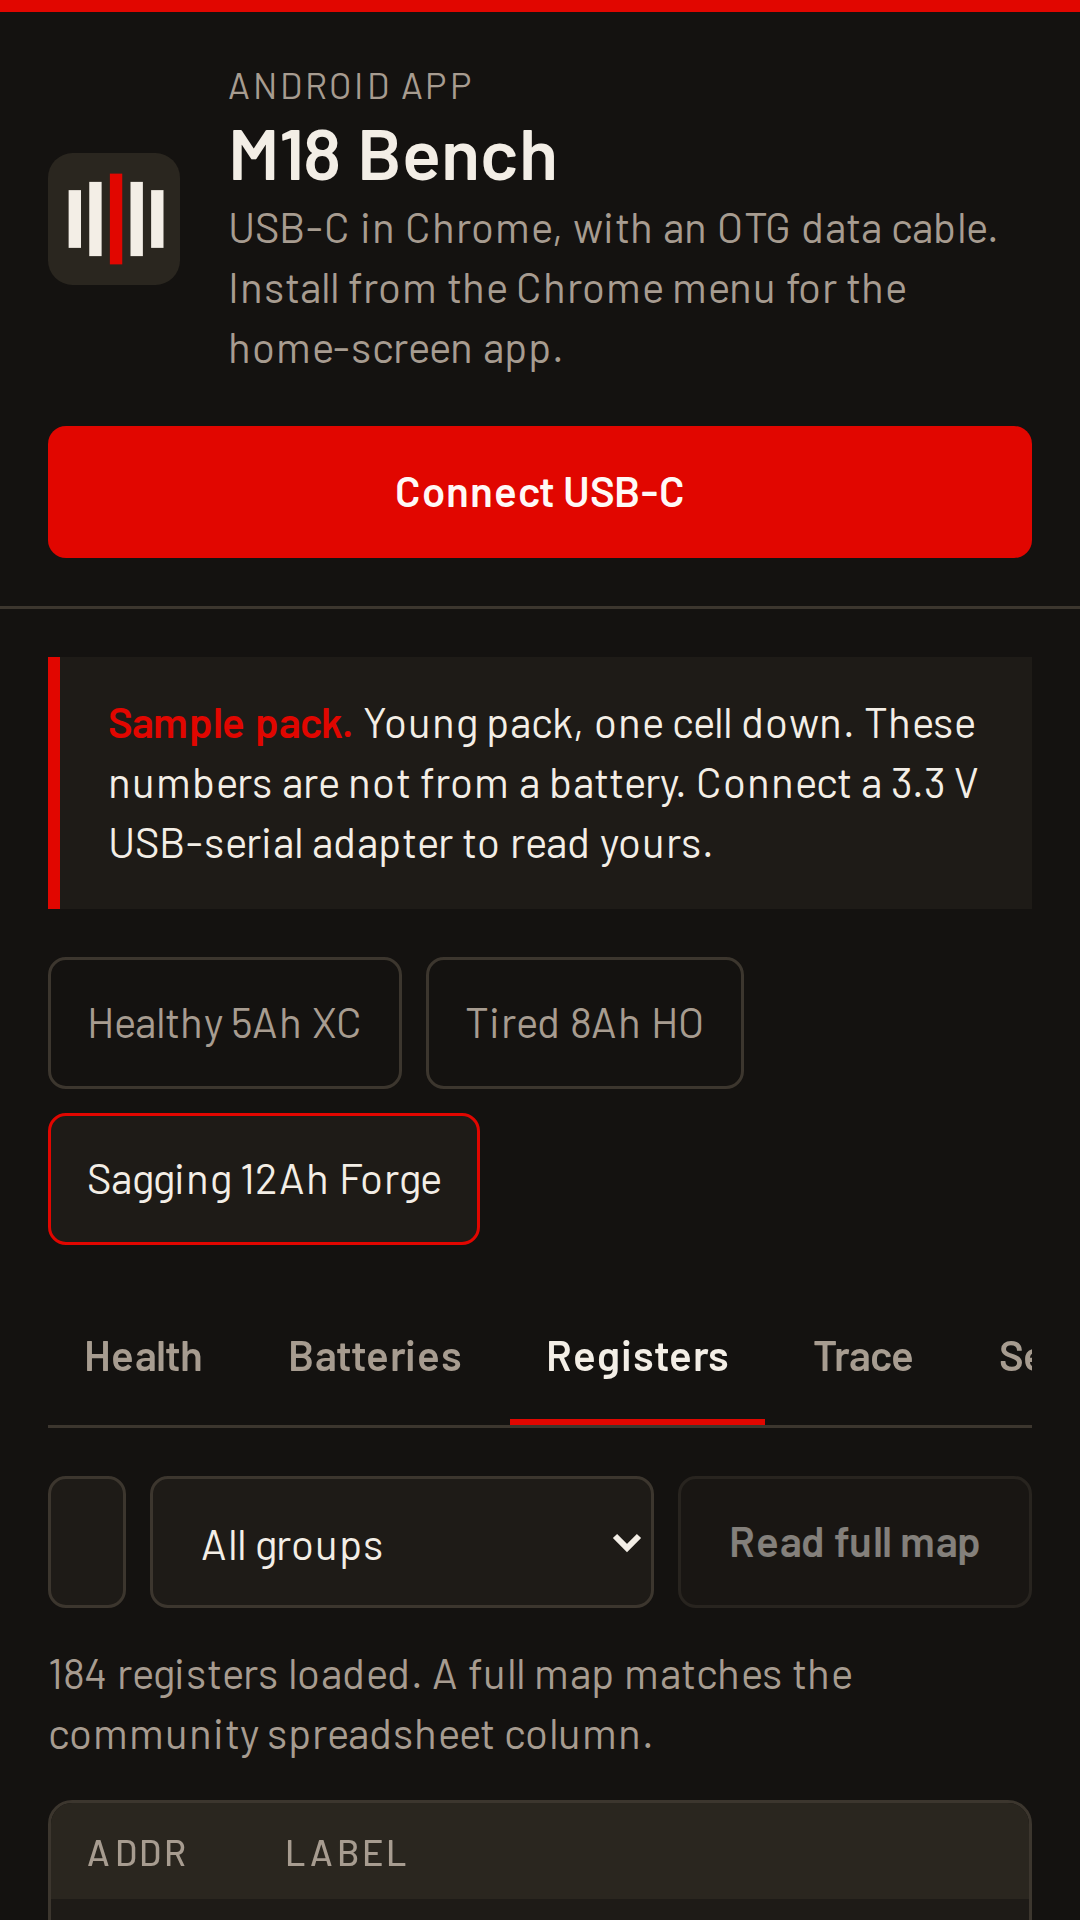 ANDROID APP
M18 Bench
USB-C in Chrome, with an OTG data cable.
Install from the Chrome menu for the
home-screen app.
Connect USB-C
Sample pack. Young pack, one cell down. These
numbers are not from a battery. Connect a 3.3 V
USB-serial adapter to read yours.
Healthy 5Ah XC
Tired 8Ah HO
Sagging 12Ah Forge
Health
Batteries
Registers
Trace
All groups
Read full map
184 registers loaded. A full map matches the
community spreadsheet column.
ADDR
LABEL